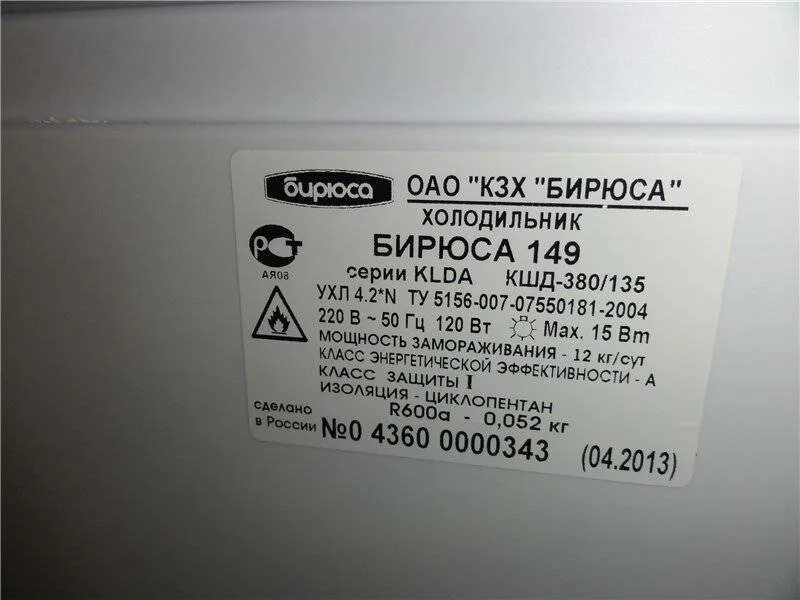 бирюса ОАО "КЗХ "БИРЮСА"
ХОЛОДИЛЬНИК
БИРЮСА 149
РСТ
АЯ08
серии KLDA КШД-380/135
УХЛ 4.2*N ТУ 5156-007-07550181-2004
220 В ~ 50 Гц 120 Вт Max. 15 Вт
МОЩНОСТЬ ЗАМОРАЖИВАНИЯ - 12 кг/сут
КЛАСС ЭНЕРГЕТИЧЕСКОЙ ЭФФЕКТИВНОСТИ - А
КЛАСС ЗАЩИТЫ I
ИЗОЛЯЦИЯ - ЦИКЛОПЕНТАН
R600a - 0,052 кг
сделано
в России
№0 4360 0000343 (04.2013)